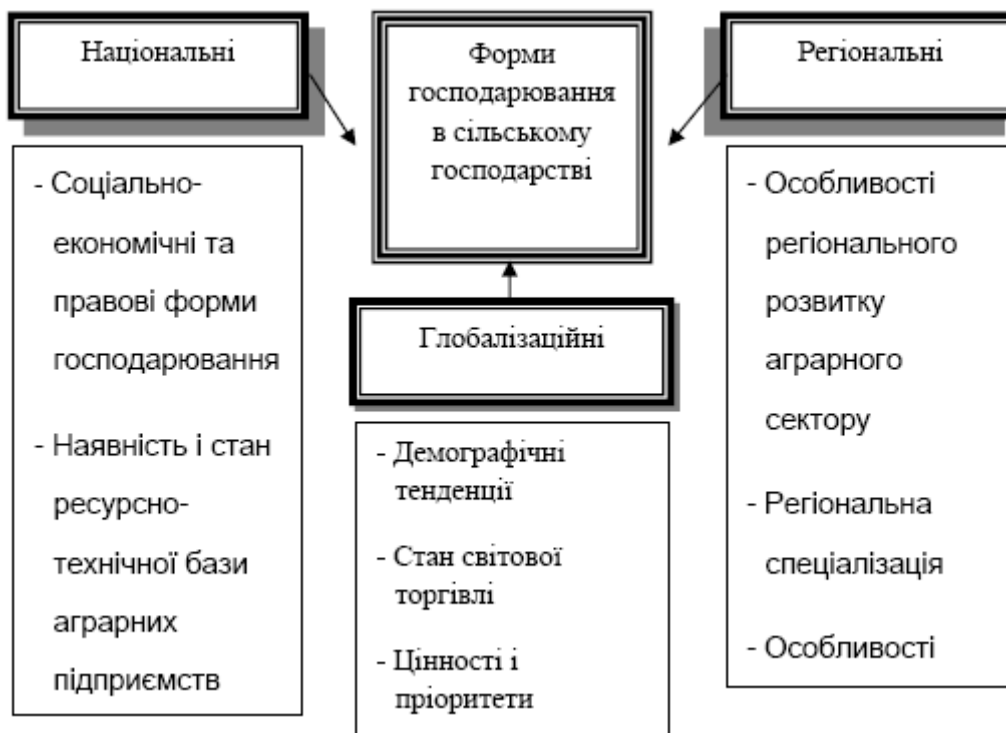 Національні
Форми
господарювання
в сільському
господарстві
Регіональні
- Соціально-
економічні та
правові форми
господарювання
- Наявність і стан
ресурсно-
технічної бази
аграрних
підприємств
Глобалізаційні
- Демографічні
тенденції
- Стан світової
торгівлі
- Цінності і
пріоритети
- Особливості
регіонального
розвитку
аграрного
сектору
- Регіональна
спеціалізація
- Особливості